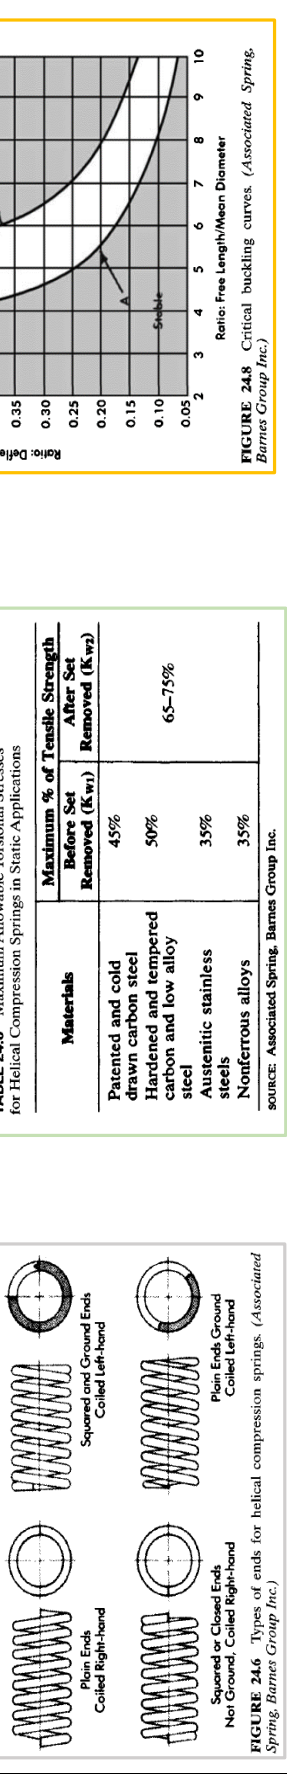 Plain Ends
Coiled Right-hand
Squared and Ground Ends
Coiled Left-hand
Squared or Closed Ends
Not Ground, Coiled Right-hand
Plain Ends Ground
Coiled Left-hand
FIGURE 24.6 Types of ends for helical compression springs. (Associated
Spring, Barnes Group Inc.)
for Helical Compression Springs in Static Applications
Maximum % of Tensile Strength
Materials
Before Set
Removed (KW1)
After Set
Removed (KW2)
Patented and cold
drawn carbon steel
45%
Hardened and tempered
carbon and low alloy
steel
50%
65–75%
Austenitic stainless
steels
35%
Nonferrous alloys
35%
SOURCE: Associated Spring, Barnes Group Inc.
Ratio: Defle
0.35
0.30
0.25
0.20
0.15
0.10
0.05
A
Stable
2 3 4 5 6 7 8 9 10
Ratio: Free Length/Mean Diameter
FIGURE 24.8 Critical buckling curves. (Associated Spring,
Barnes Group Inc.)